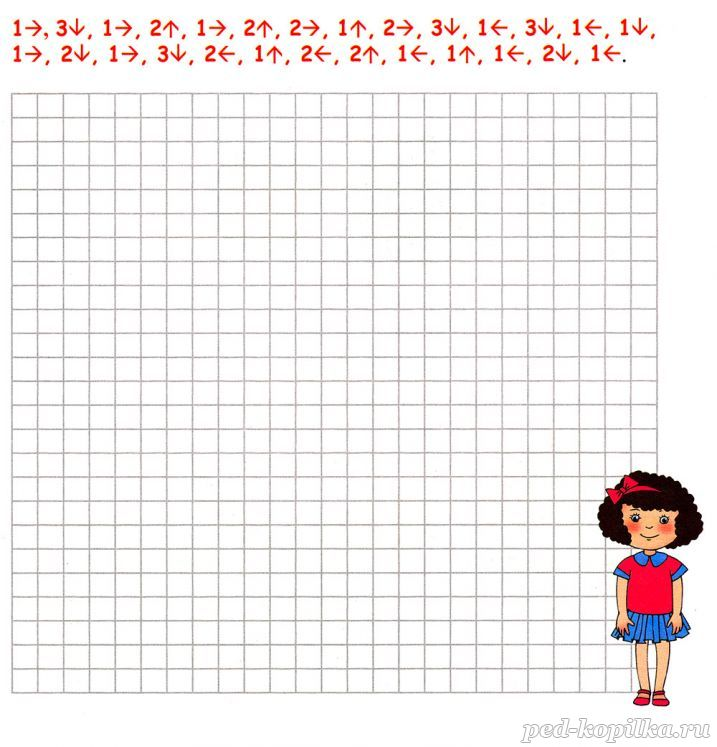 1→, 3↓, 1→, 2↑, 1→, 2↑, 2→, 1↑, 2→, 3↓, 1←, 3↓, 1←, 1↓,
1→, 2↓, 1→, 3↓, 2←, 1↑, 2←, 2↑, 1←, 1↑, 1←, 2↓, 1←.
ped-kopilka.ru